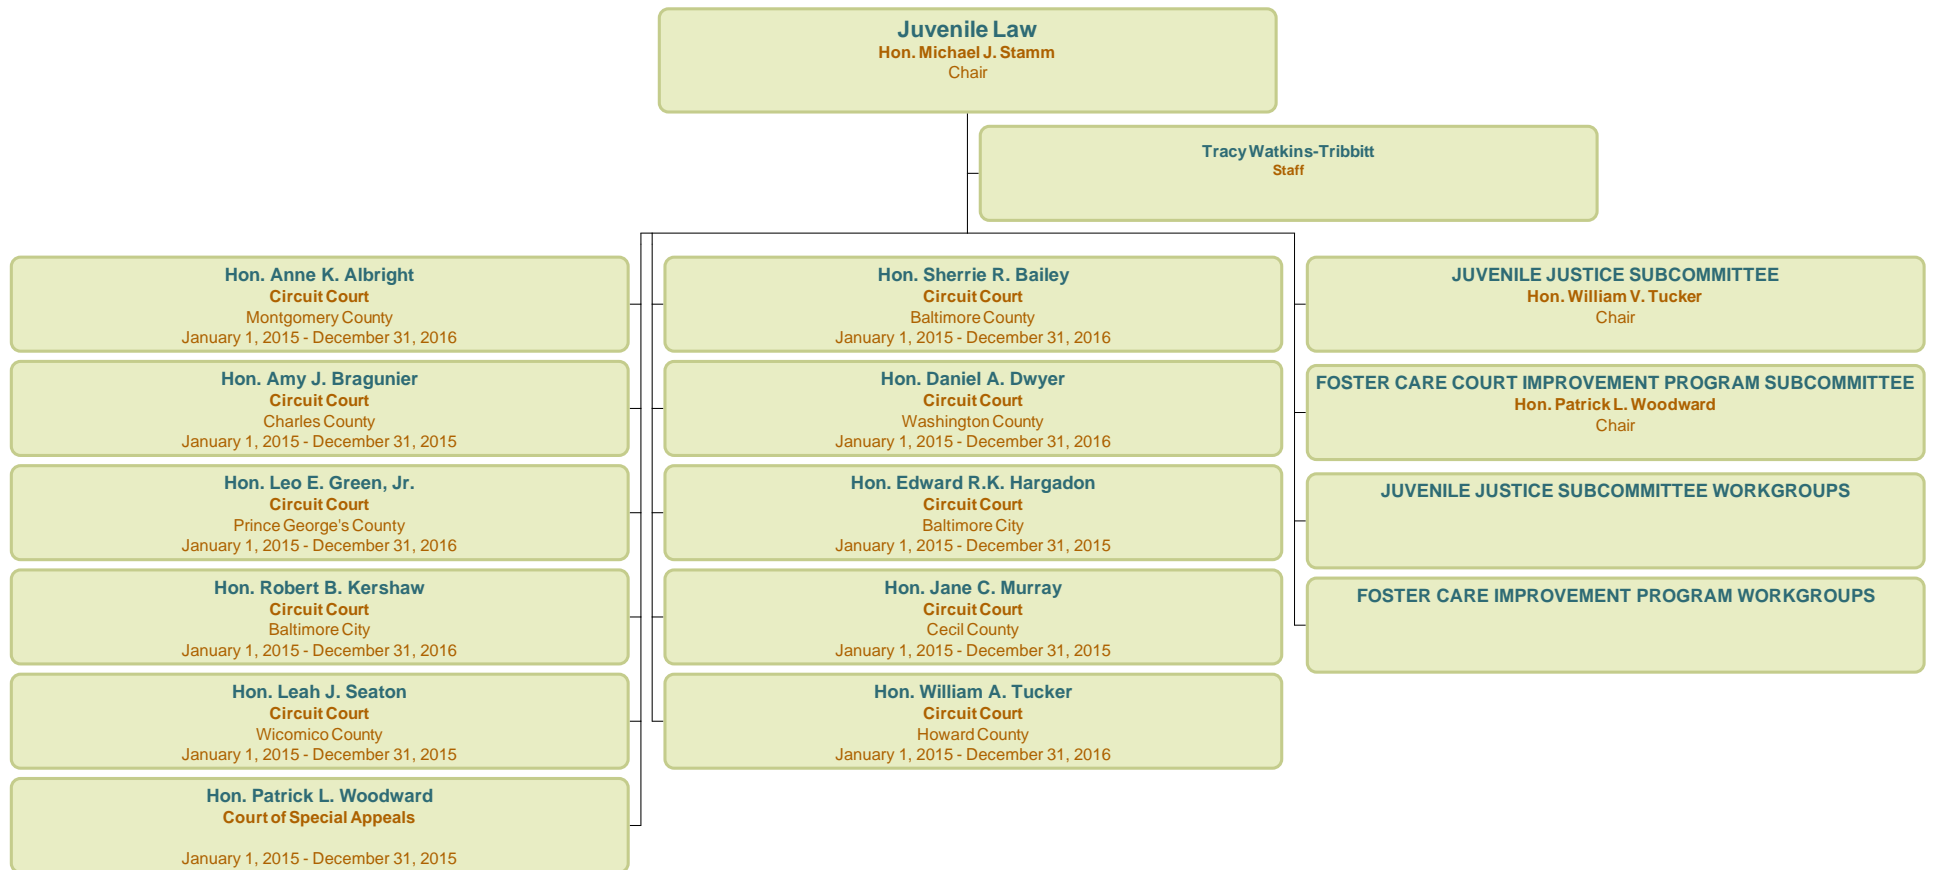 Juvenile Law
Hon. Michael J. Stamm
Chair
Tracy Watkins-Tribbitt
Staff
Hon. Anne K. Albright
Circuit Court
Montgomery County
January 1, 2015 - December 31, 2016
Hon. Sherrie R. Bailey
Circuit Court
Baltimore County
January 1, 2015 - December 31, 2016
JUVENILE JUSTICE SUBCOMMITTEE
Hon. William V. Tucker
Chair
Hon. Amy J. Bragunier
Circuit Court
Charles County
January 1, 2015 - December 31, 2015
Hon. Daniel A. Dwyer
Circuit Court
Washington County
January 1, 2015 - December 31, 2016
FOSTER CARE COURT IMPROVEMENT PROGRAM SUBCOMMITTEE
Hon. Patrick L. Woodward
Chair
Hon. Leo E. Green, Jr.
Circuit Court
Prince George's County
January 1, 2015 - December 31, 2016
Hon. Edward R.K. Hargadon
Circuit Court
Baltimore City
January 1, 2015 - December 31, 2015
JUVENILE JUSTICE SUBCOMMITTEE WORKGROUPS
Hon. Robert B. Kershaw
Circuit Court
Baltimore City
January 1, 2015 - December 31, 2016
Hon. Jane C. Murray
Circuit Court
Cecil County
January 1, 2015 - December 31, 2015
FOSTER CARE IMPROVEMENT PROGRAM WORKGROUPS
Hon. Leah J. Seaton
Circuit Court
Wicomico County
January 1, 2015 - December 31, 2015
Hon. William A. Tucker
Circuit Court
Howard County
January 1, 2015 - December 31, 2016
Hon. Patrick L. Woodward
Court of Special Appeals
January 1, 2015 - December 31, 2015